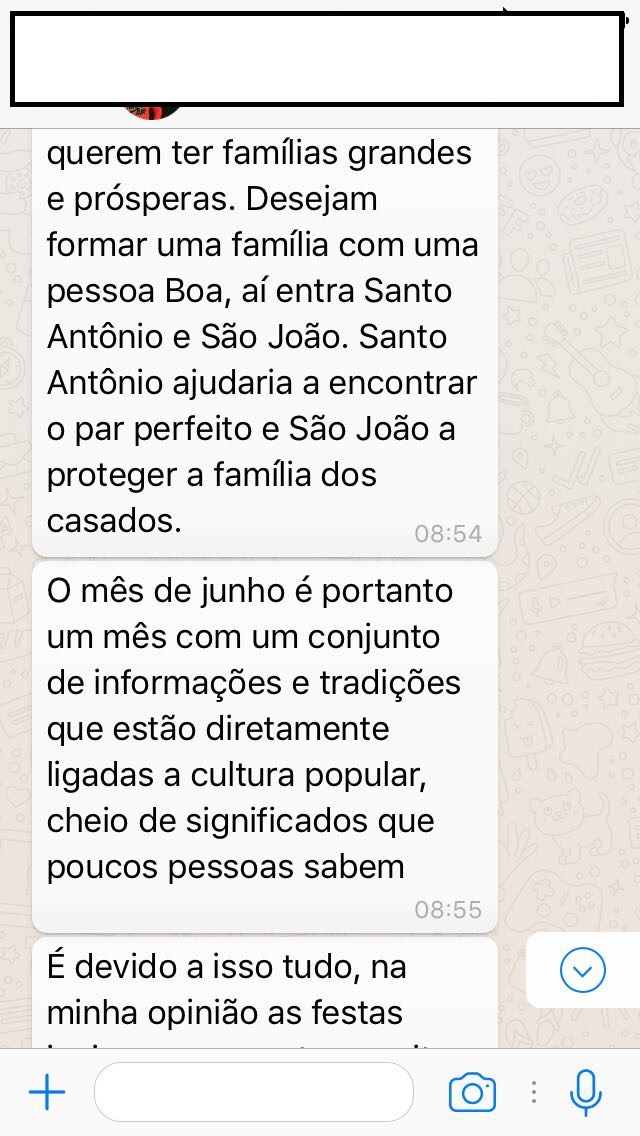 querem ter famílias grandes
e prósperas. Desejam
formar uma família com uma
pessoa Boa, aí entra Santo
Antônio e São João. Santo
Antônio ajudaria a encontrar
o par perfeito e São João a
proteger a família dos
casados.
08:54
O mês de junho é portanto
um mês com um conjunto
de informações e tradições
que estão diretamente
ligadas a cultura popular,
cheio de significados que
poucos pessoas sabem
08:55
É devido a isso tudo, na
minha opinião as festas